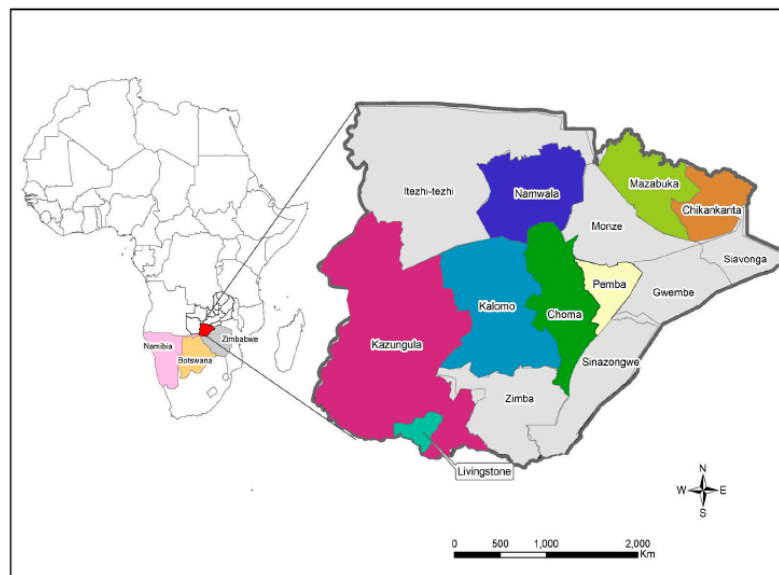 Itezhi-tezhi
Namwala
Mazabuka
Chikankanta
Monze
Siavonga
Pemba
Gwembe
Kalomo
Choma
Kazungula
Sinazongwe
Zimba
Livingstone
Namibia
Zimbabwe
Botswana
N
W E
S
0 500 1,000 2,000
Km